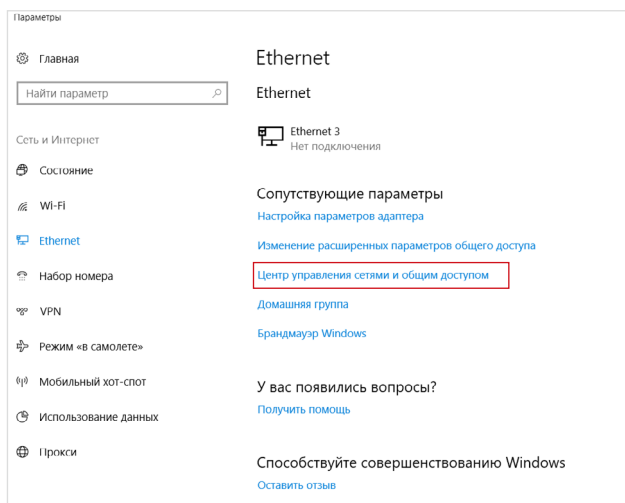 Параметры
Главная
Найти параметр
Сеть и Интернет
Состояние
Wi-Fi
Ethernet
Набор номера
VPN
Режим «в самолете»
Мобильный хот-спот
Использование данных
Прокси
Ethernet
Ethernet
Ethernet 3
Нет подключения
Сопутствующие параметры
Настройка параметров адаптера
Изменение расширенных параметров общего доступа
Центр управления сетями и общим доступом
Домашняя группа
Брандмауэр Windows
У вас появились вопросы?
Получить помощь
Способствуйте совершенствованию Windows
Оставить отзыв